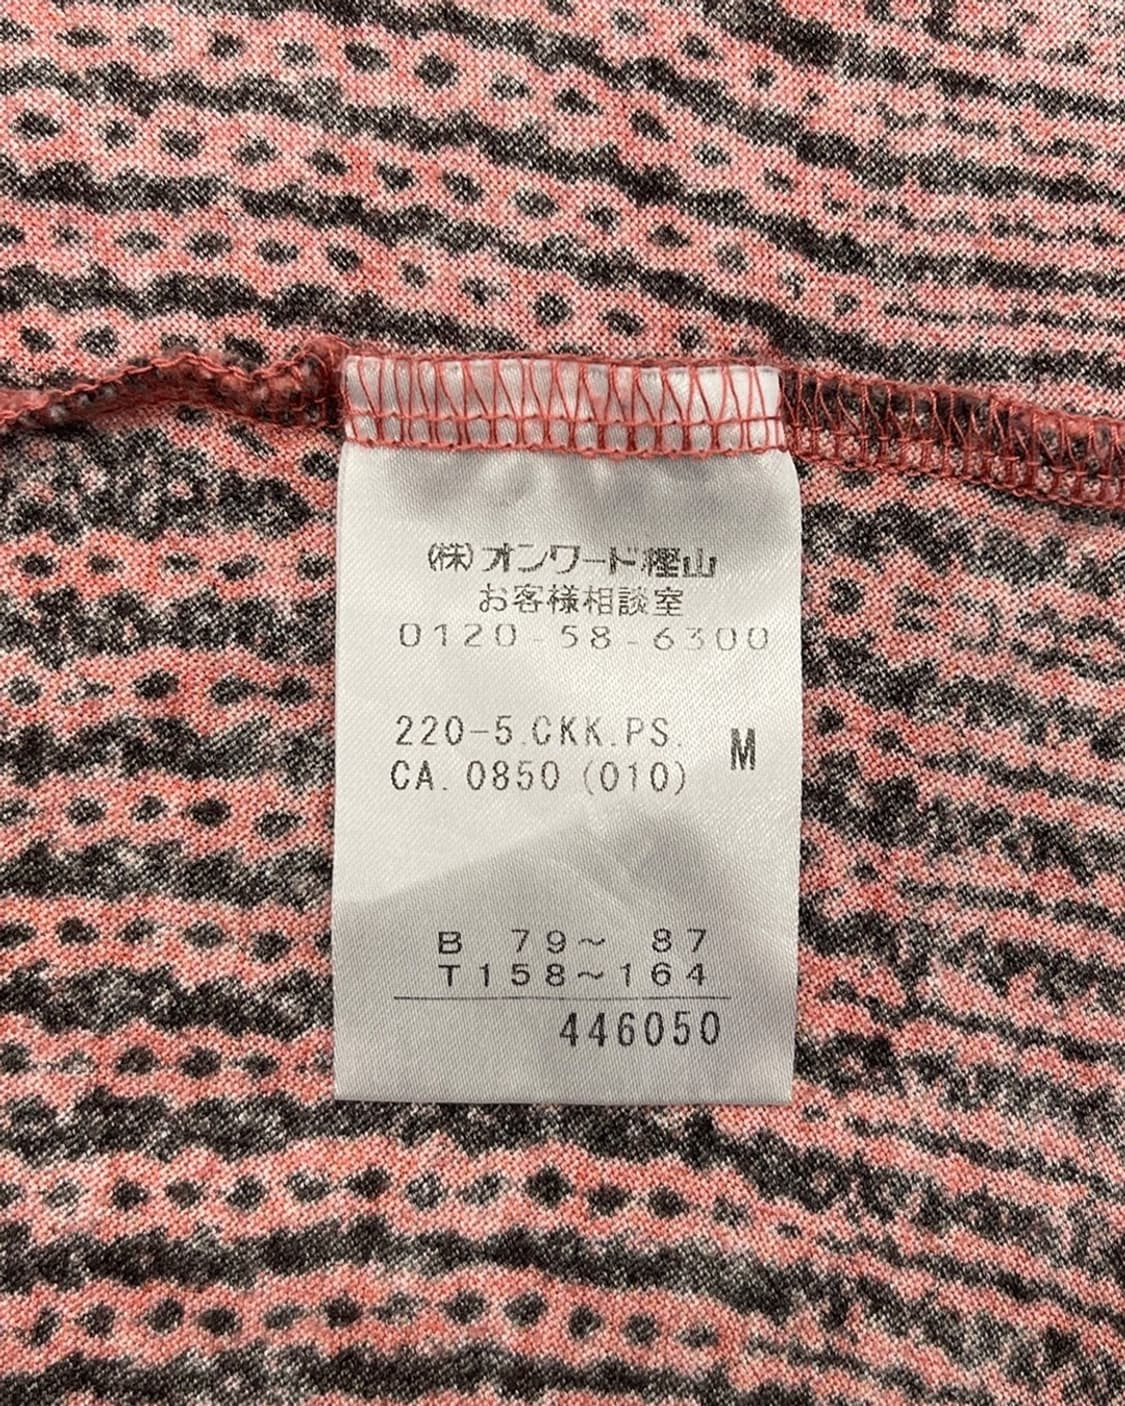 (株)オンワード樫山
お客様相談室
0120-58-6300
220-5.CKK.PS.
CA.0850(010)
M
B 79~ 87
T158~164
446050